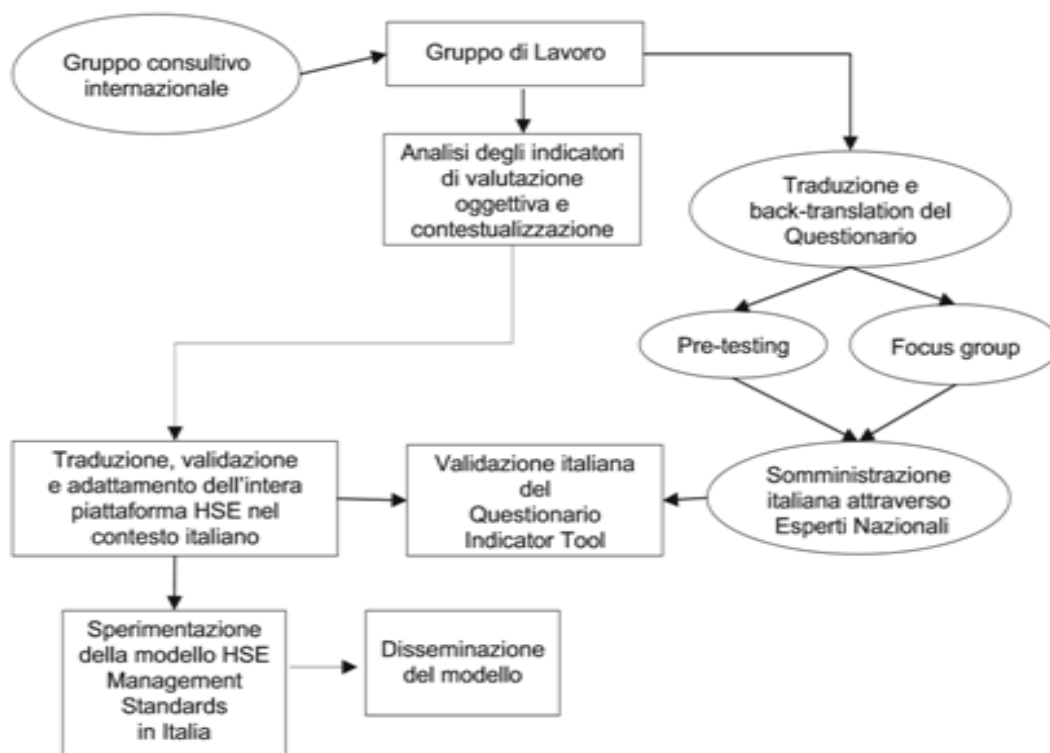 Gruppo consultivo
internazionale
Gruppo di Lavoro
Analisi degli indicatori
di valutazione
oggettiva e
contestualizzazione
Traduzione e
back-translation del
Questionario
Pre-testing
Focus group
Traduzione, validazione
e adattamento dell'intera
piattaforma HSE nel
contesto italiano
Validazione italiana
del
Questionario
Indicator Tool
Somministrazione
italiana attraverso
Esperti Nazionali
Sperimentazione
della modello HSE
Management
Standards
in Italia
Disseminazione
del modello